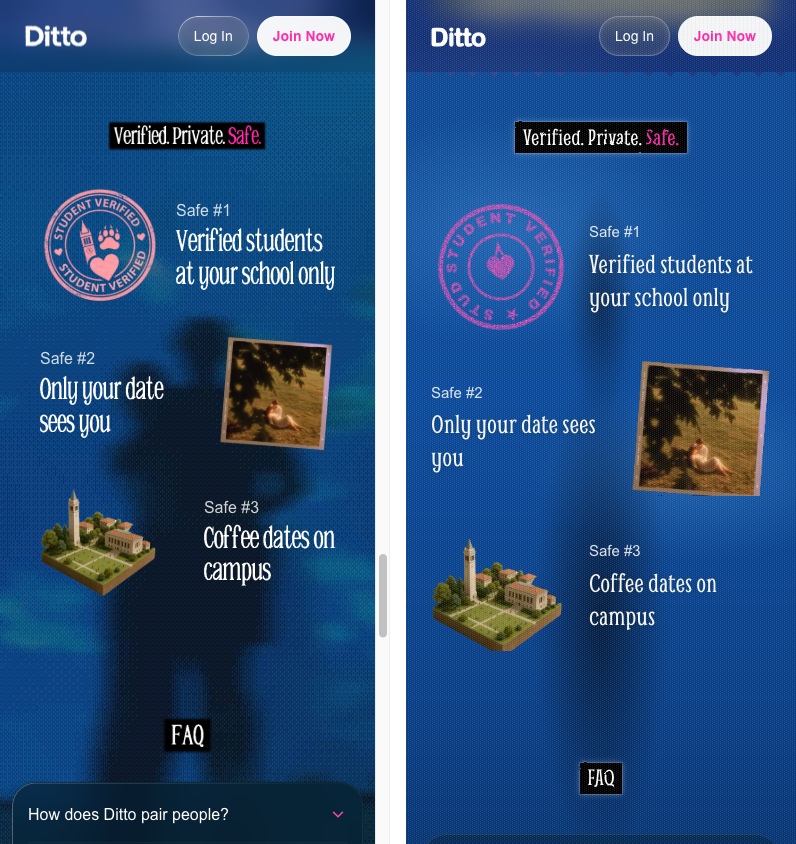 Ditto
Log In
Join Now
Verified. Private. Safe.
STUDENT VERIFIED
STUDENT VERIFIED
Safe #1
Verified students
at your school only
Safe #2
Only your date
sees you
Safe #3
Coffee dates on
campus
FAQ
How does Ditto pair people?
Ditto
Log In
Join Now
Verified. Private. Safe.
STUDENT VERIFIED ★ STUD
Safe #1
Verified students at
your school only
Safe #2
Only your date sees
you
Safe #3
Coffee dates on
campus
FAQ